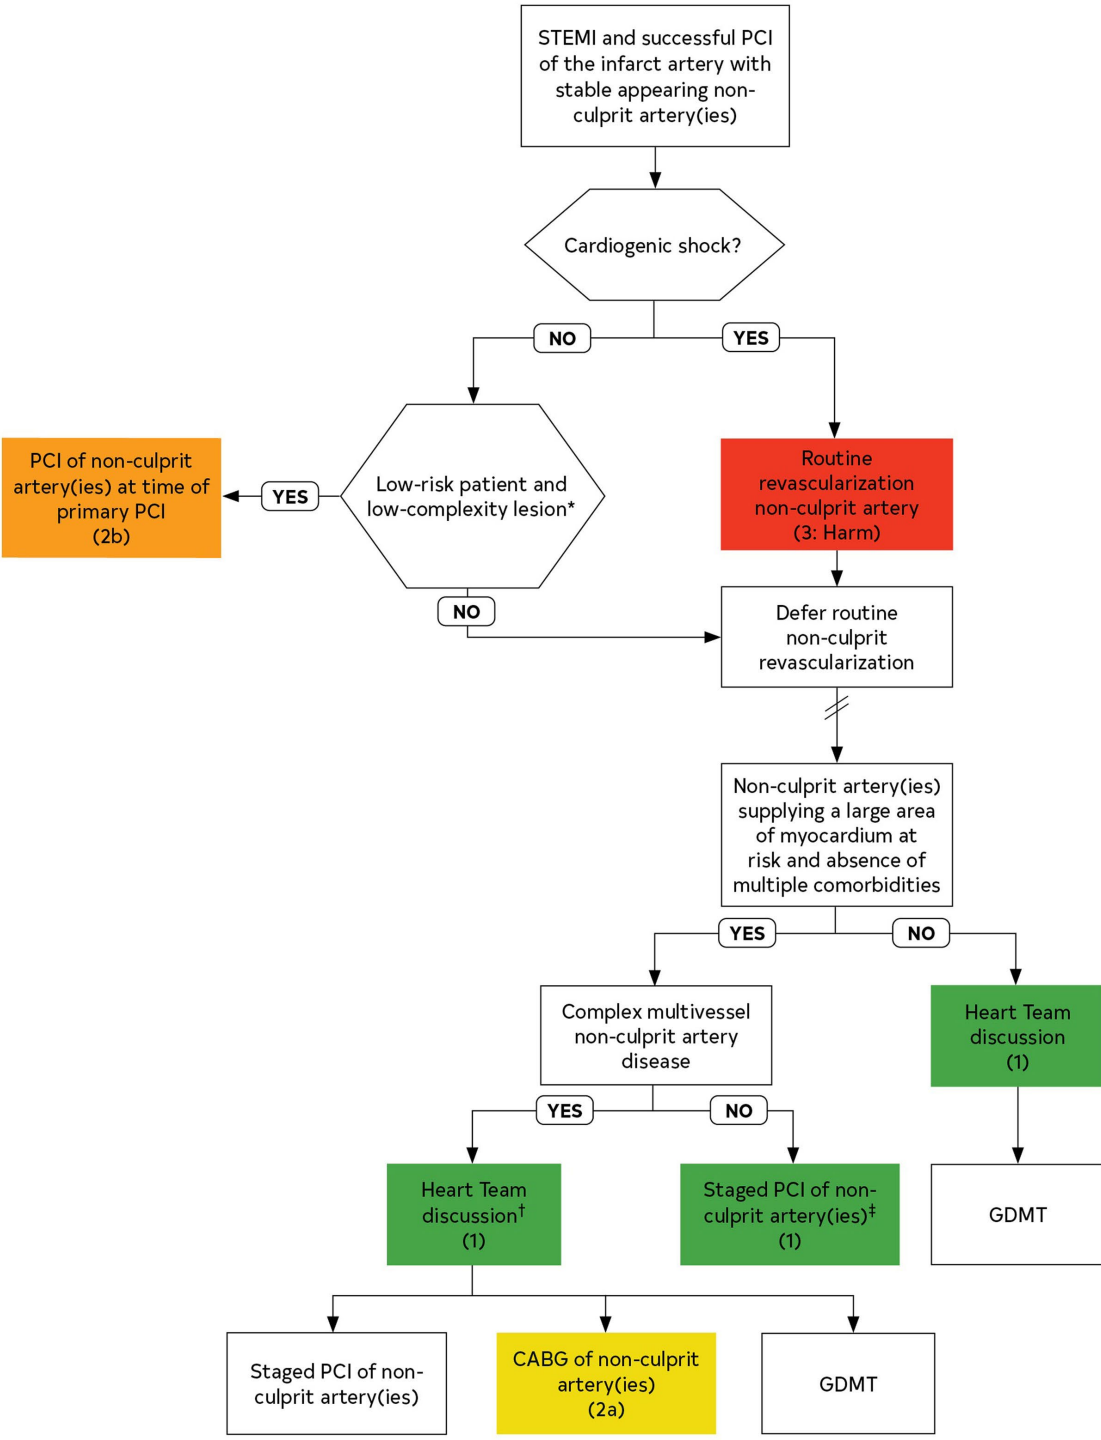 STEMI and successful PCI
of the infarct artery with
stable appearing non-
culprit artery(ies)
Cardiogenic shock?
NO
YES
PCI of non-culprit
artery(ies) at time of
primary PCI
(2b)
YES
Low-risk patient and
low-complexity lesion*
Routine
revascularization
non-culprit artery
(3: Harm)
NO
Defer routine
non-culprit
revascularization
Non-culprit artery(ies)
supplying a large area
of myocardium at
risk and absence of
multiple comorbidities
YES
NO
Complex multivessel
non-culprit artery
disease
Heart Team
discussion
(1)
YES
NO
Heart Team
discussion†
(1)
Staged PCI of non-
culprit artery(ies)‡
(1)
GDMT
Staged PCI of non-
culprit artery(ies)
CABG of non-culprit
artery(ies)
(2a)
GDMT